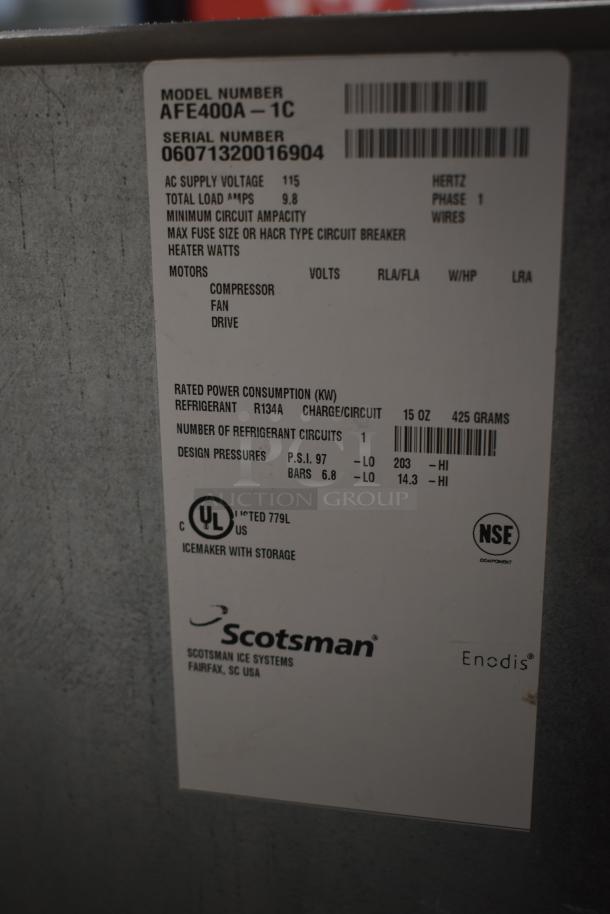 MODEL NUMBER
AFE400A – 1C
SERIAL NUMBER
06071320016904
AC SUPPLY VOLTAGE 115 HERTZ
TOTAL LOAD AMPS 9.8 PHASE 1
MINIMUM CIRCUIT AMPACITY WIRES
MAX FUSE SIZE OR HACR TYPE CIRCUIT BREAKER
HEATER WATTS
MOTORS VOLTS RLA/FLA W/HP LRA
COMPRESSOR
FAN
DRIVE
RATED POWER CONSUMPTION (KW)
REFRIGERANT R134A CHARGE/CIRCUIT 15 OZ 425 GRAMS
NUMBER OF REFRIGERANT CIRCUITS 1
DESIGN PRESSURES P.S.I. 97 –LO 203 –HI
BARS 6.8 –LO 14.3 –HI
PCI
AUCTION GROUP
C UL US LISTED 779L
NSF
COMPONENT
ICEMAKER WITH STORAGE
Scotsman®
SCOTSMAN ICE SYSTEMS
FAIRFAX, SC USA
Enodis®